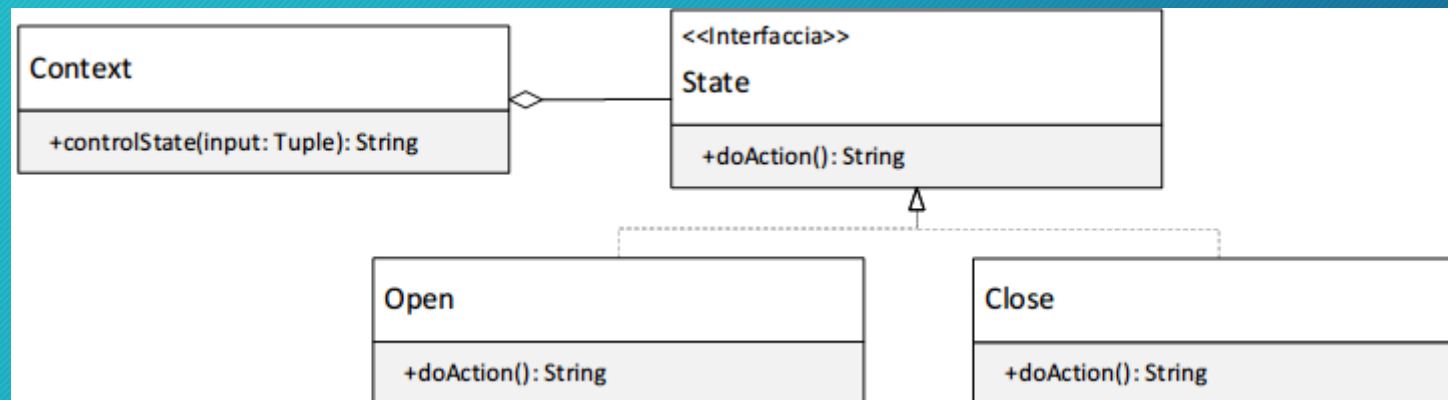 Context
+controlState(input: Tuple): String
<<Interfaccia>>
State
+doAction(): String
Open
+doAction(): String
Close
+doAction(): String